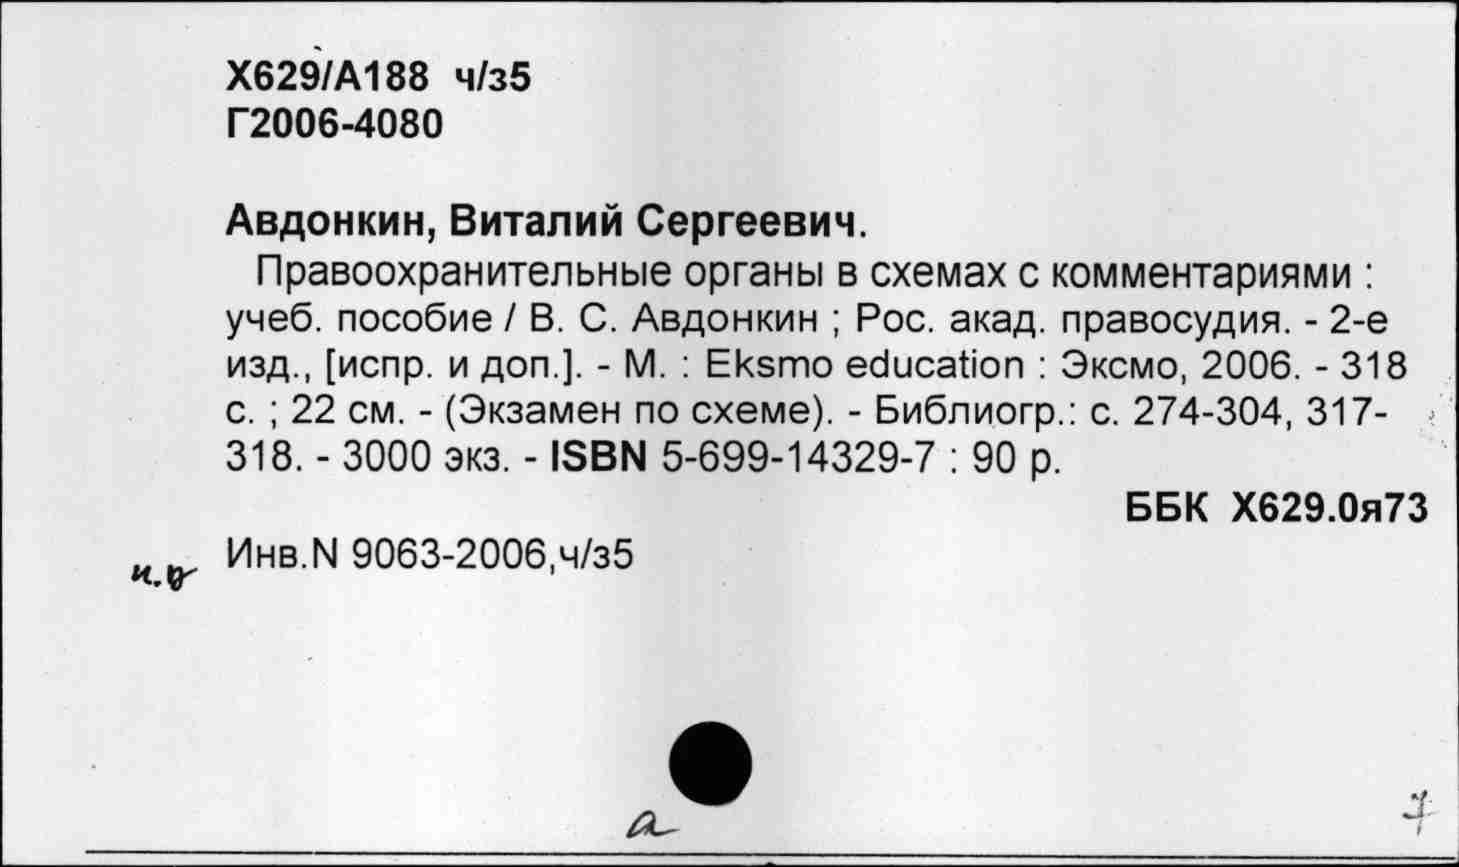 Х629/А188 ч/з5
Г2006-4080
Авдонкин, Виталий Сергеевич.
Правоохранительные органы в схемах с комментариями :
учеб. пособие / В. С. Авдонкин ; Рос. акад. правосудия. - 2-е
изд., [испр. и доп.]. - М. : Eksmo education : Эксмо, 2006. - 318
с. ; 22 см. - (Экзамен по схеме). - Библиогр.: с. 274-304, 317-
318. - 3000 экз. - ISBN 5-699-14329-7 : 90 р.
ББК Х629.0я73
Инв.N 9063-2006,ч/з5
а
7